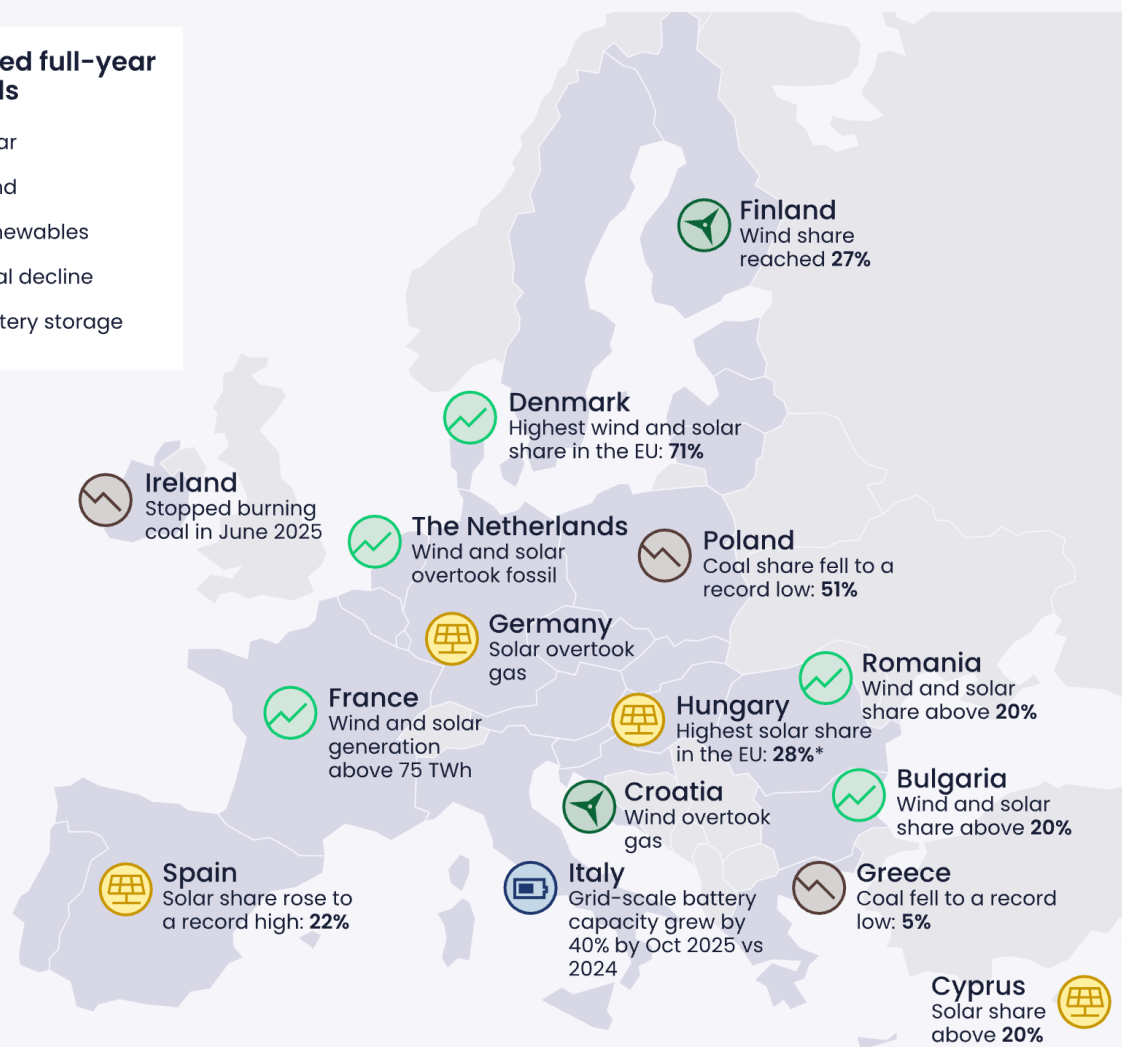 ed full-year
ls
ar
nd
newables
al decline
ttery storage
Finland
Wind share
reached 27%
Denmark
Highest wind and solar
share in the EU: 71%
Ireland
Stopped burning
coal in June 2025
The Netherlands
Wind and solar
overtook fossil
Poland
Coal share fell to a
record low: 51%
Germany
Solar overtook
gas
Romania
Wind and solar
share above 20%
France
Wind and solar
generation
above 75 TWh
Hungary
Highest solar share
in the EU: 28%*
Bulgaria
Wind and solar
share above 20%
Croatia
Wind overtook
gas
Spain
Solar share rose to
a record high: 22%
Italy
Grid-scale battery
capacity grew by
40% by Oct 2025 vs
2024
Greece
Coal fell to a record
low: 5%
Cyprus
Solar share
above 20%